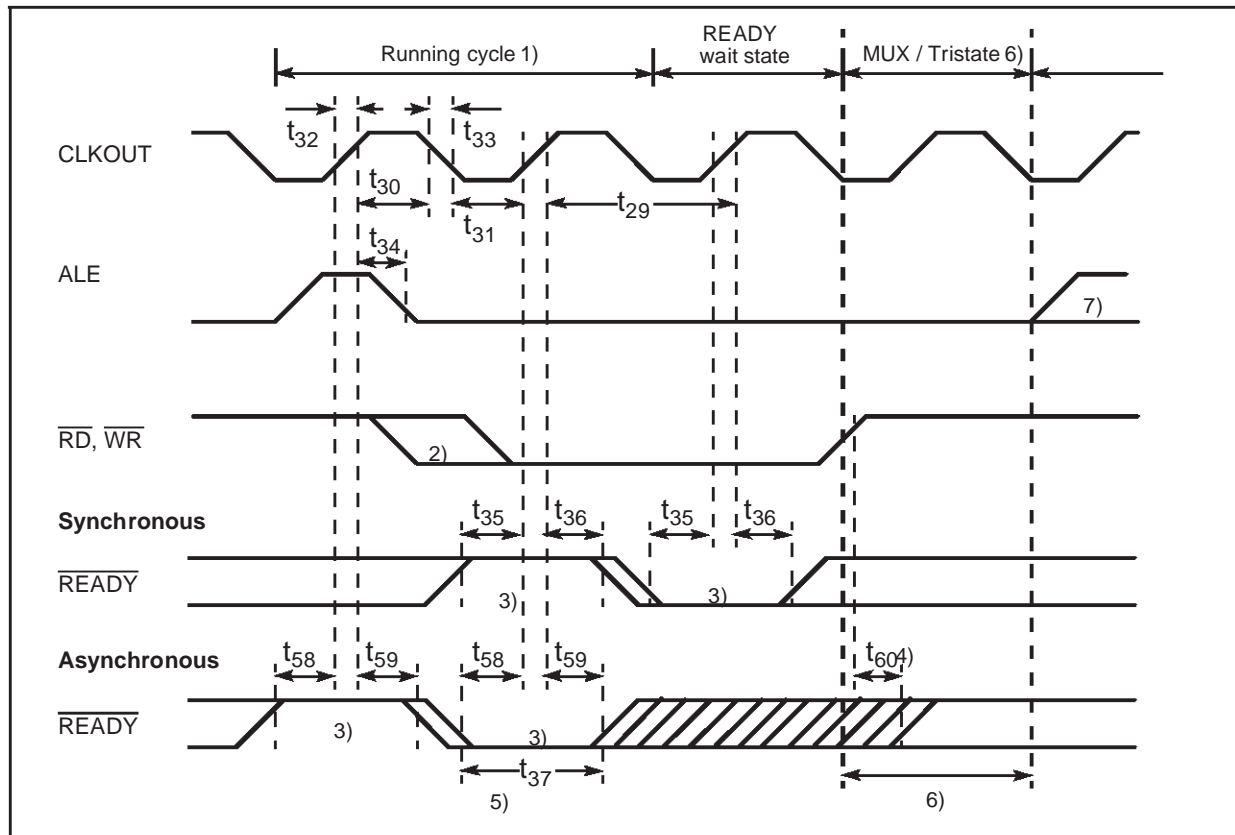 Running cycle 1)
READY
wait state
MUX / Tristate 6)
CLKOUT
t32
t33
t30
t31
t29
t34
ALE
7)
RD, WR
2)
Synchronous
t35
t36
t35
t36
READY
3)
3)
Asynchronous
t58
t59
t58
t59
t604)
READY
3)
3)
t37
5)
6)